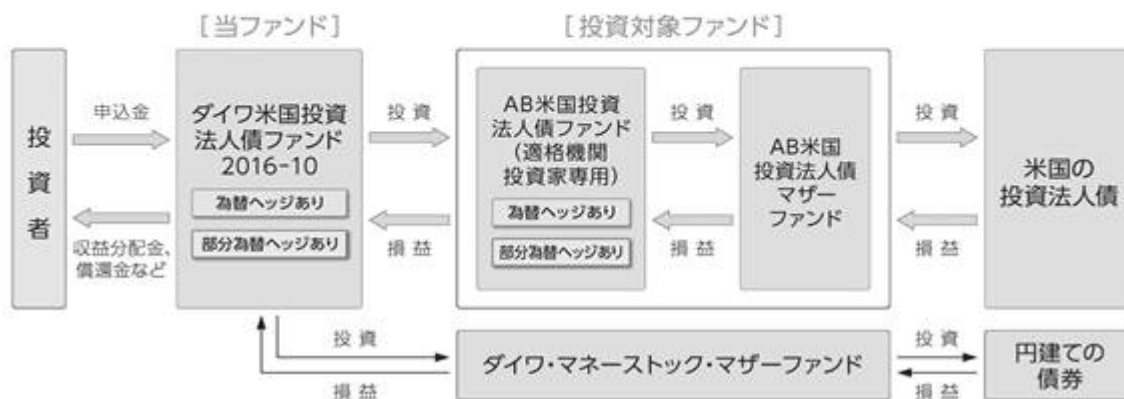 [当ファンド]
[投資対象ファンド]
投資者
申込金
収益分配金、
償還金など
ダイワ米国投資
法人債ファンド
2016-10
為替ヘッジあり
部分為替ヘッジあり
投資
損益
AB米国投資
法人債ファンド
(適格機関
投資家専用)
為替ヘッジあり
部分為替ヘッジあり
投資
損益
AB米国
投資法人債
マザー
ファンド
投資
損益
米国の
投資法人債
投資
損益
ダイワ・マネーストック・マザーファンド
投資
損益
円建ての
債券